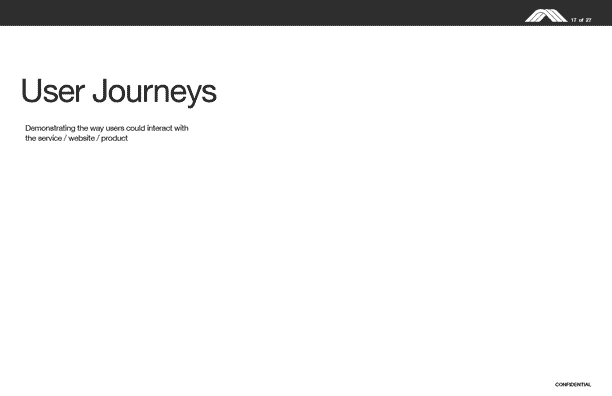 17 of 27
User Journeys
Demonstrating the way users could interact with
the service / website / product
CONFIDENTIAL